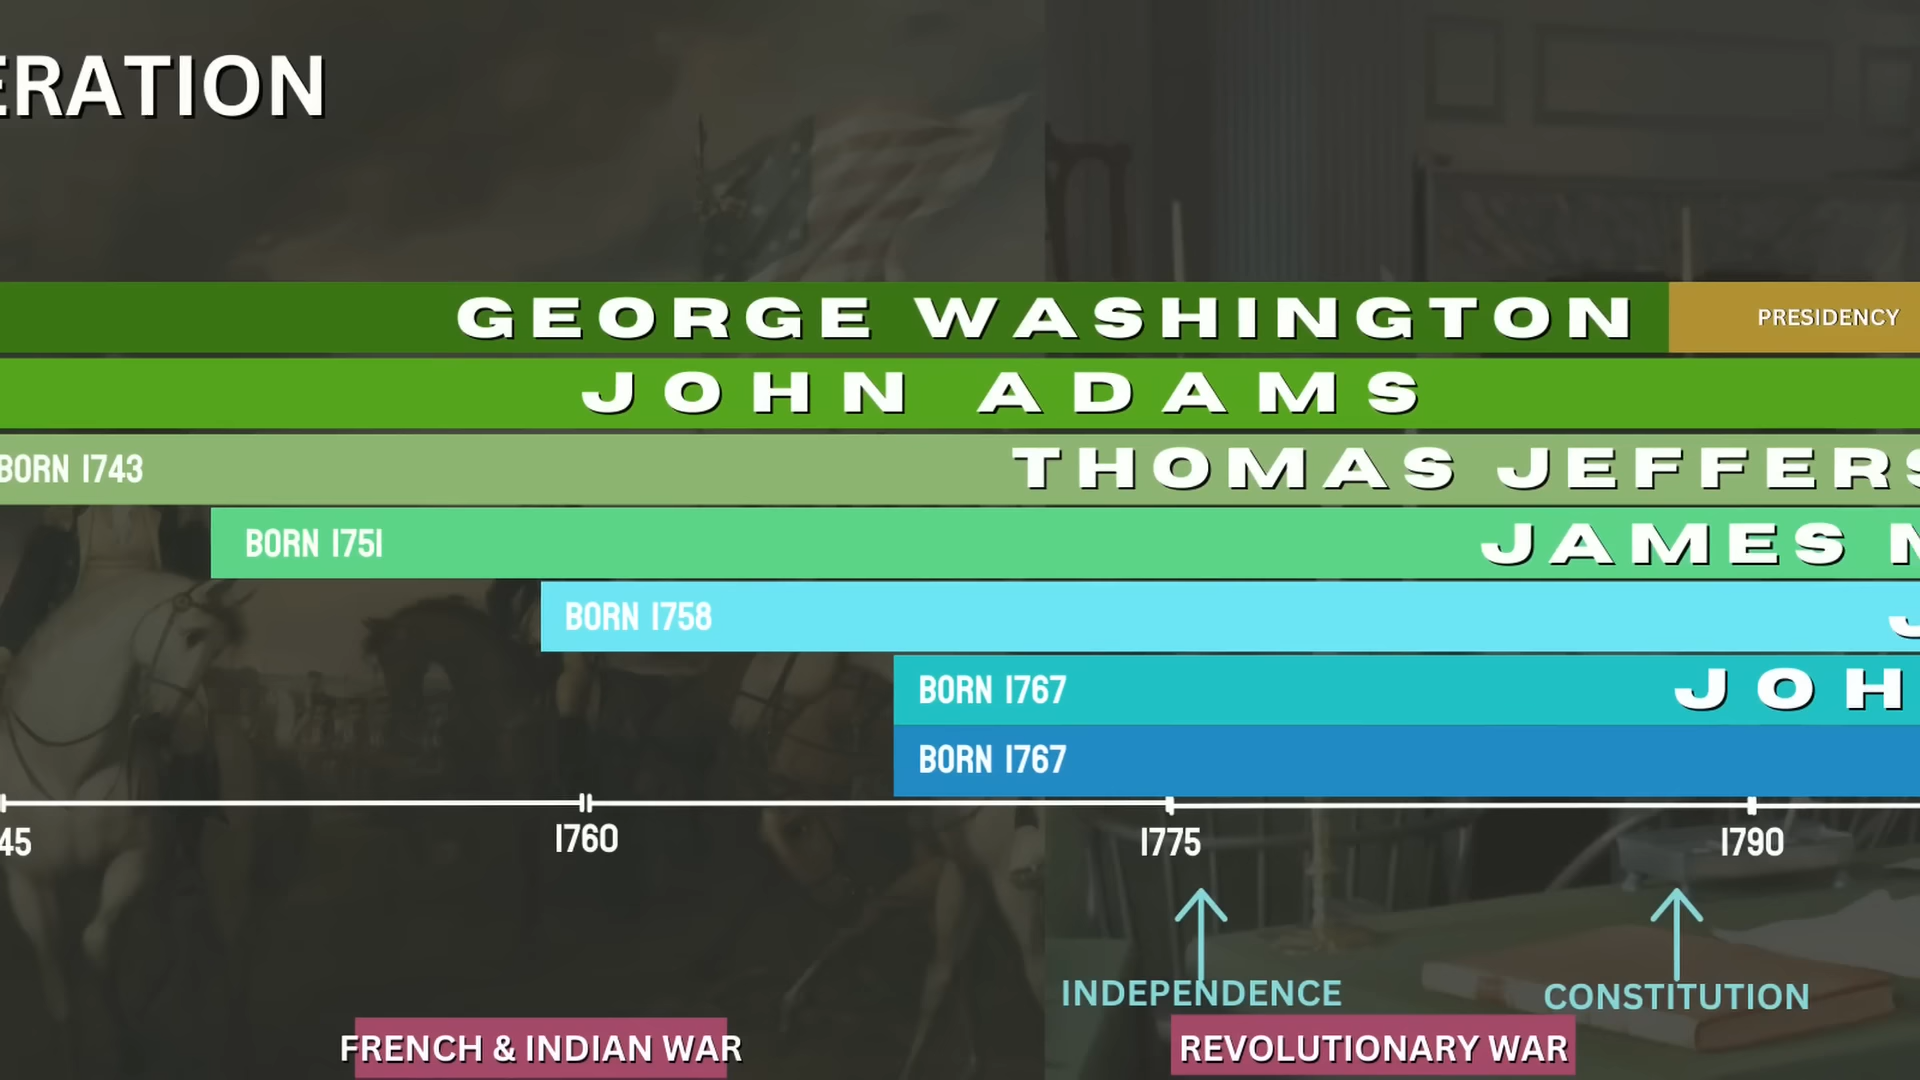 ERATION
GEORGE WASHINGTON
PRESIDENCY
JOHN ADAMS
BORN 1743
THOMAS JEFFERS
BORN 1751
JAMES M
BORN 1758
J
BORN 1767
JOH
BORN 1767
45
1760
1775
1790
INDEPENDENCE
CONSTITUTION
FRENCH & INDIAN WAR
REVOLUTIONARY WAR